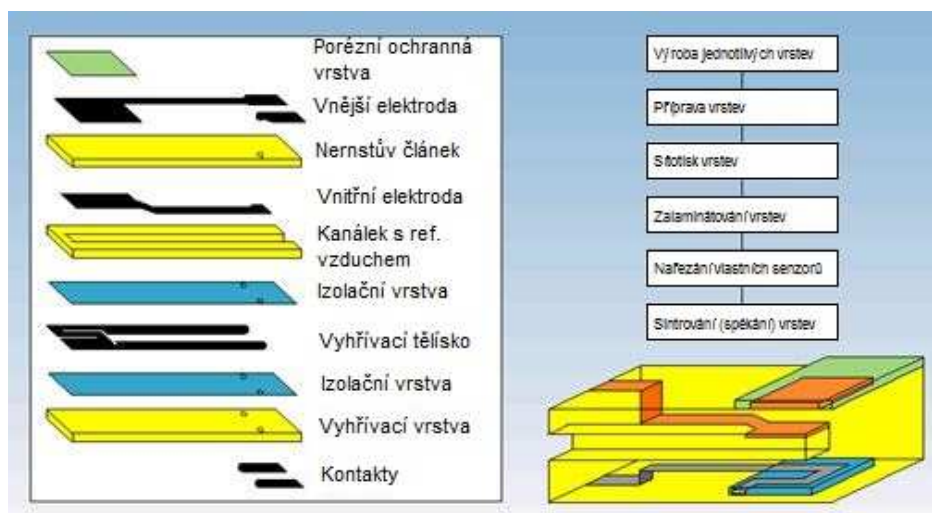 Porézní ochranná
vrstva
Vnější elektroda
Nernstův článek
Vnitřní elektroda
Kanálek s ref.
vzduchem
Izolační vrstva
Vyhřívací tělísko
Izolační vrstva
Vyhřívací vrstva
Kontakty
Výroba jednotlivých vrstev
Příprava vrstev
Sítotisk vrstev
Zalaminátování vrstev
Nařezání vlastních senzorů
Sintrování (spékání) vrstev